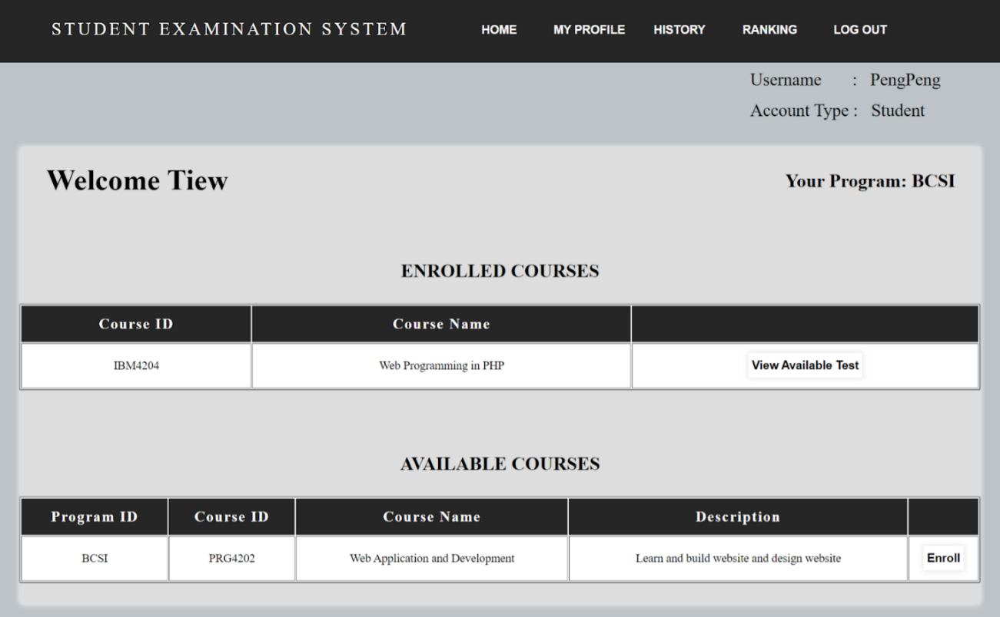 STUDENT EXAMINATION SYSTEM HOME MY PROFILE HISTORY RANKING LOG OUT
Username : PengPeng
Account Type : Student
Welcome Tiew Your Program: BCSI
ENROLLED COURSES
Course ID Course Name
IBM4204 Web Programming in PHP View Available Test
AVAILABLE COURSES
Program ID Course ID Course Name Description
BCSI PRG4202 Web Application and Development Learn and build website and design website Enroll